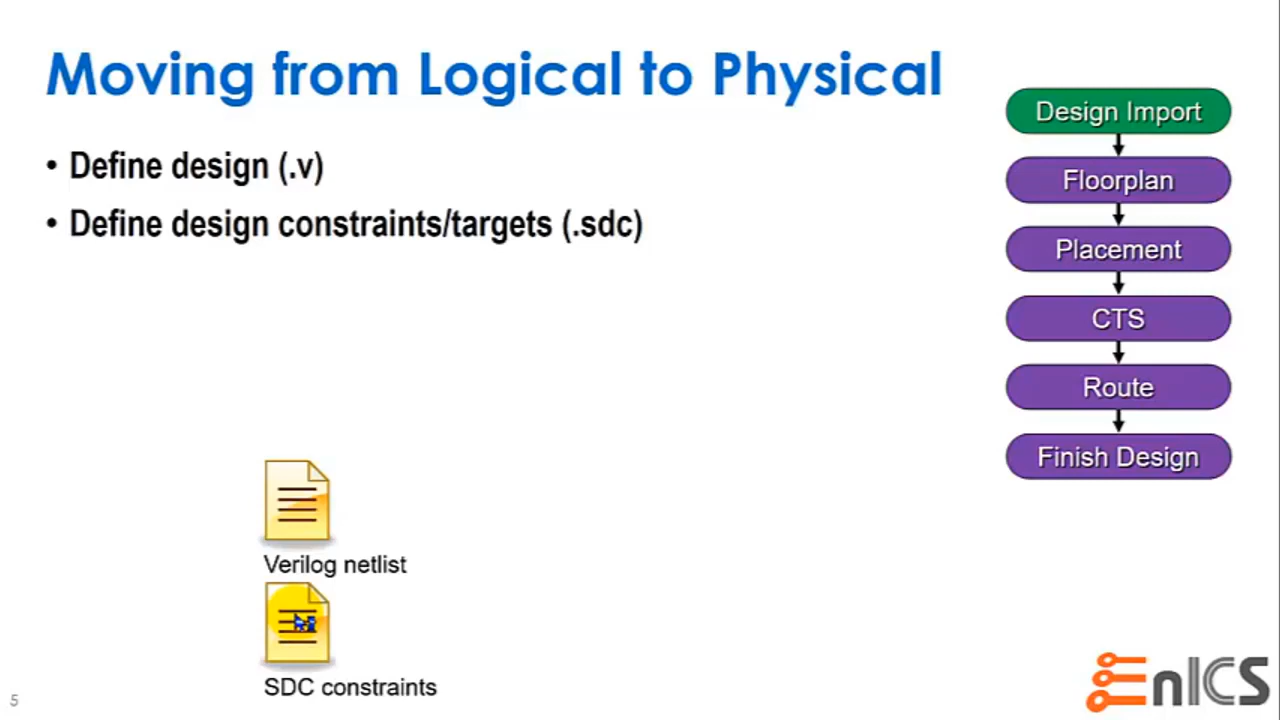 Moving from Logical to Physical
• Define design (.v)
• Define design constraints/targets (.sdc)
Design Import
Floorplan
Placement
CTS
Route
Finish Design
Verilog netlist
SDC constraints
5
EnICS